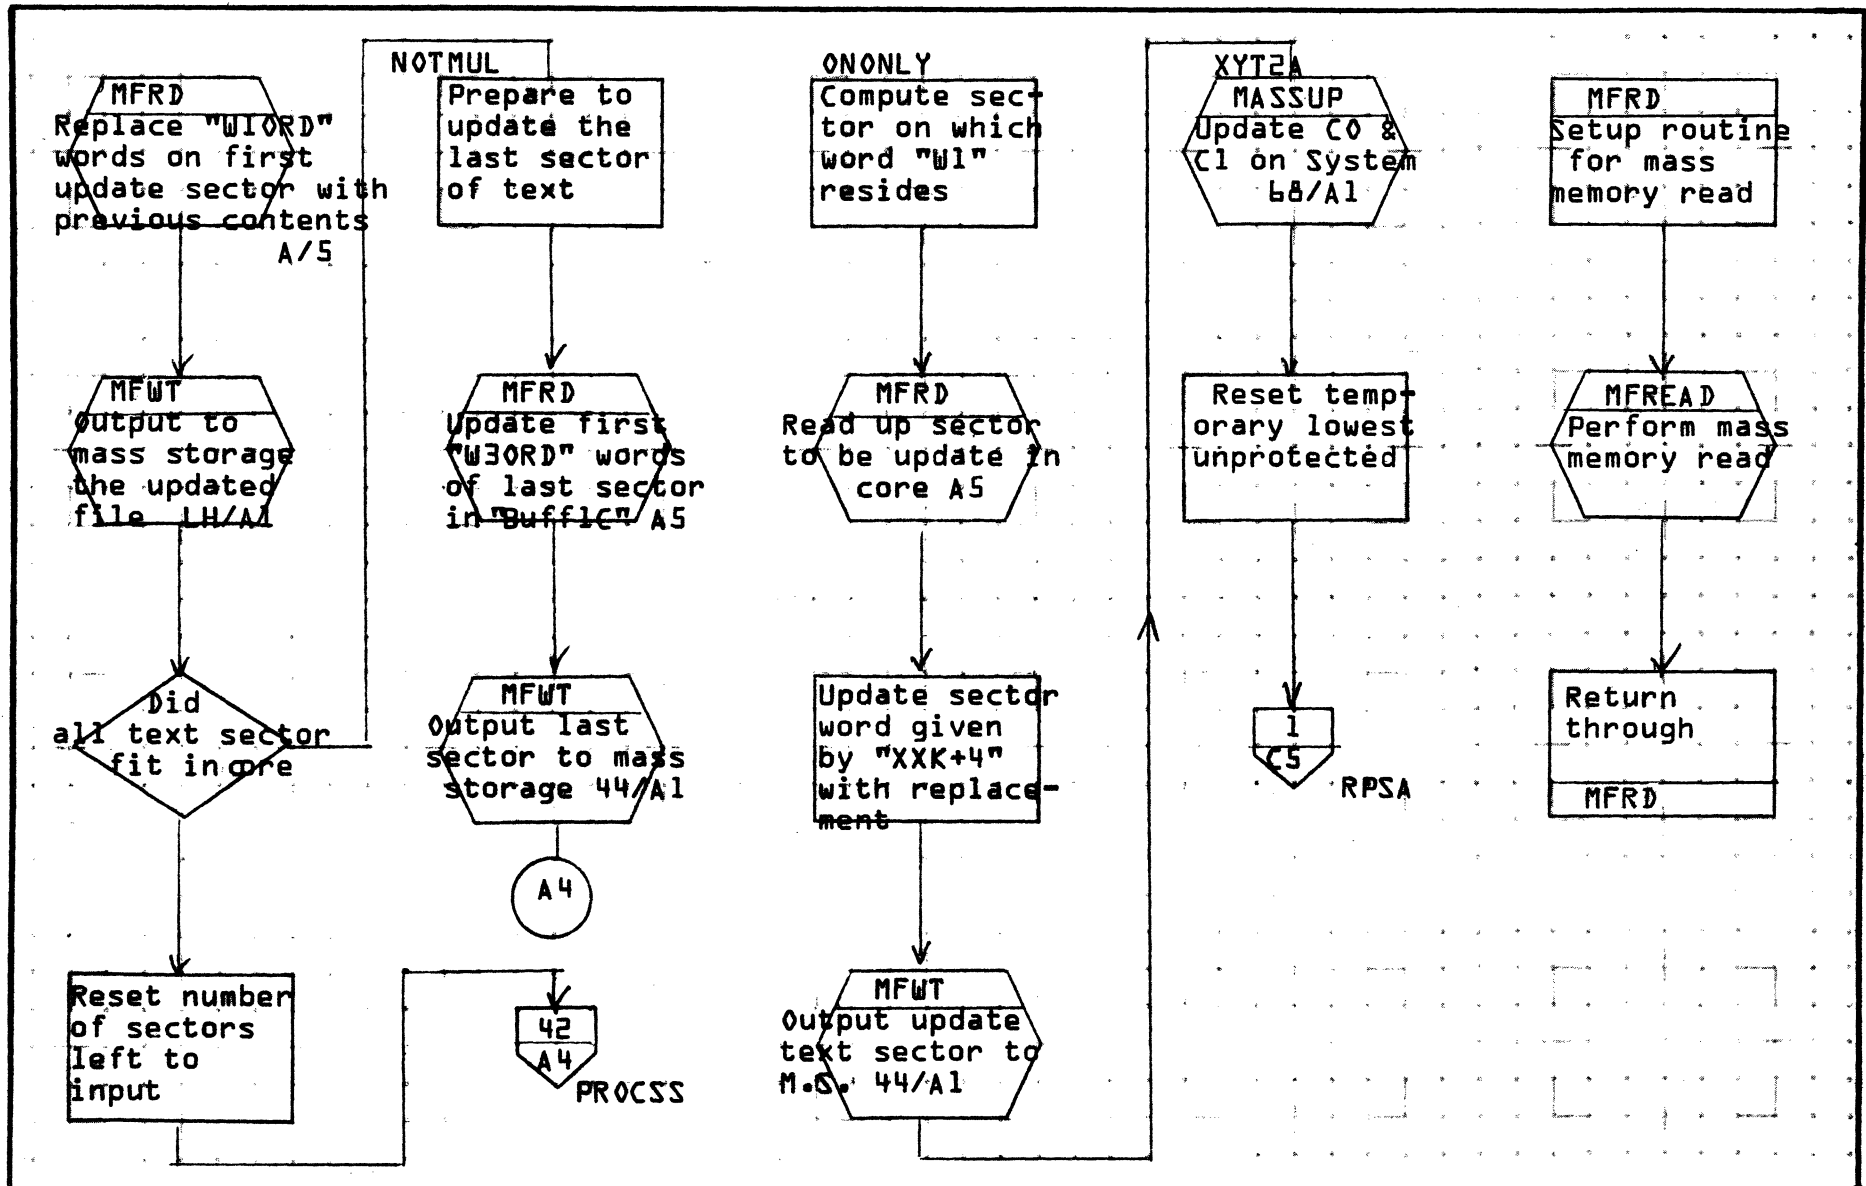 MFRD
Replace "W1ORD"
words on first
update sector with
previous contents
A/5
MFWT
Output to
mass storage
the updated
file LH/A1
Did
all text sector
fit in core
Reset number
of sectors
left to
input
NOTMUL
Prepare to
update the
last sector
of text
MFRD
Update first
"W3ORD" words
of last sector
in "Buff1C" A5
MFWT
Output last
sector to mass
storage 44/A1
A4
42
A4
PROCSS
ONONLY
Compute sec-
tor on which
word "W1"
resides
MFRD
Read up sector
to be update in
core A5
Update sector
word given
by "XXK+4"
with replace-
ment
MFWT
Output update
text sector to
M.S. 44/A1
XYT2A
MASSUP
Update C0 &
C1 on System
68/A1
Reset temp-
orary lowest
unprotected
1
C5
RPSA
MFRD
Setup routine
for mass
memory read
MFREAD
Perform mass
memory read
Return
through
MFRD